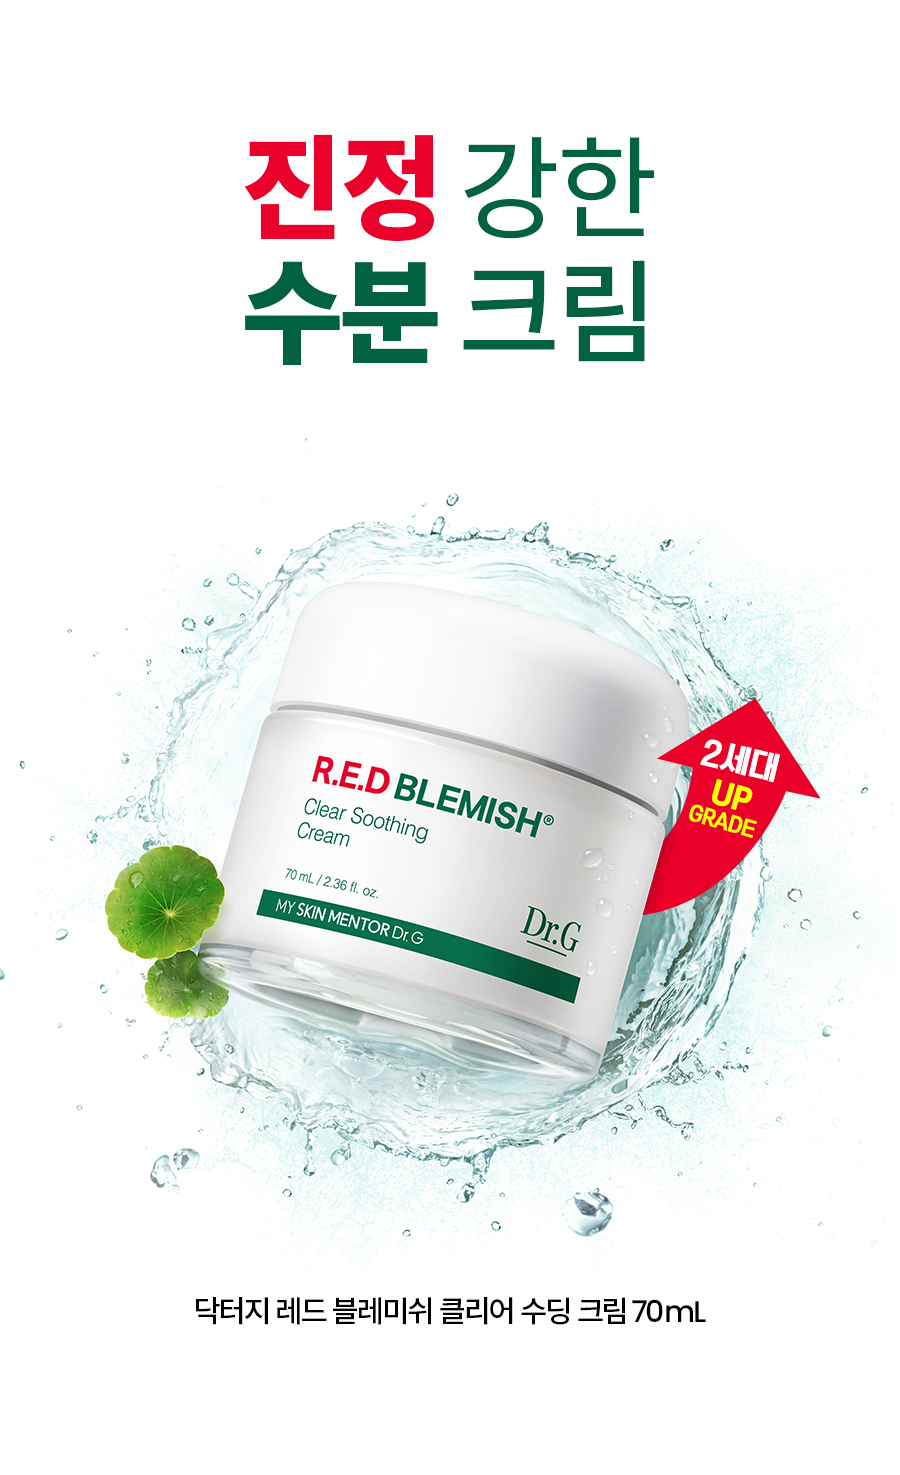 진정 강한
수분 크림
2세대
UP
GRADE
R.E.D BLEMISH®
Clear Soothing
Cream
70 mL / 2.36 fl. oz.
MY SKIN MENTOR Dr.G
Dr.G
닥터지 레드 블레미쉬 클리어 수딩 크림 70mL